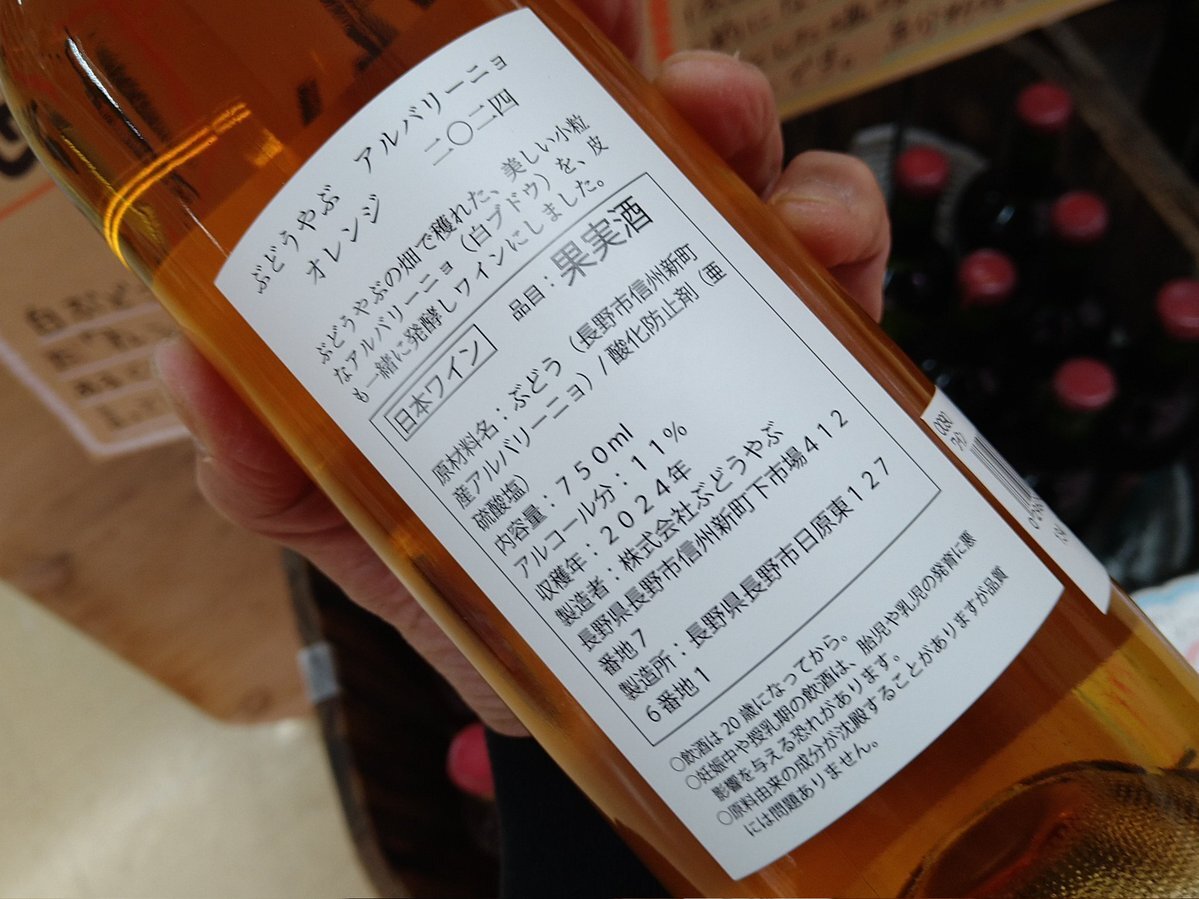 ぶどうやぶ アルバリーニョ
オレンジ 二〇二四
ぶどうやぶの畑で穫れた、美しい小粒
なアルバリーニョ（白ブドウ）を、皮
も一緒に発酵しワインにしました。
日本ワイン 品目：果実酒
原材料名：ぶどう（長野市信州新町
産アルバリーニョ）/ 酸化防止剤（亜
硫酸塩）
内容量：７５０ml
アルコール分：１１％
収穫年：２０２４年
製造者：株式会社ぶどうやぶ
長野県長野市信州新町下市場４１２
番地７
製造所：長野県長野市日原東１２７
６番地１
○飲酒は20歳になってから。
○妊娠中や授乳期の飲酒は、胎児や乳児の発育に悪
影響を与える恐れがあります。
○原料由来の成分が沈殿することがありますが品質
には問題ありません。